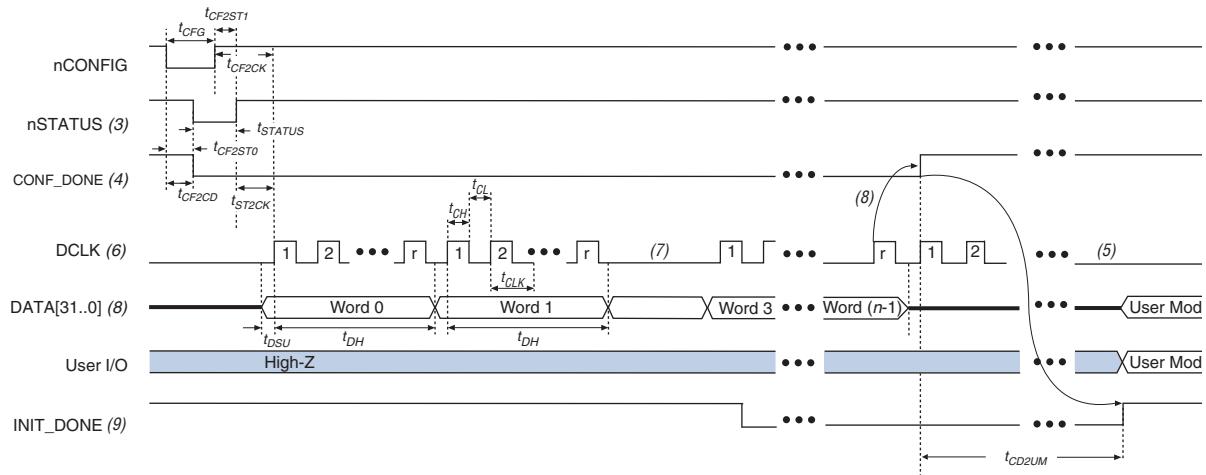 tCF2ST1
tCFG
nCONFIG
tCF2CK
nSTATUS (3)
tSTATUS
tCF2ST0
CONF_DONE (4)
tCF2CD
tST2CK
tCL
tCH
(8)
DCLK (6)
1 2 r 1 2 r (7) 1 r 1 2 (5)
tCLK
DATA[31..0] (8)
Word 0 Word 1 Word 3 Word (n-1) User Mod
tDSU tDH tDH
User I/O
High-Z
User Mod
INIT_DONE (9)
tCD2UM